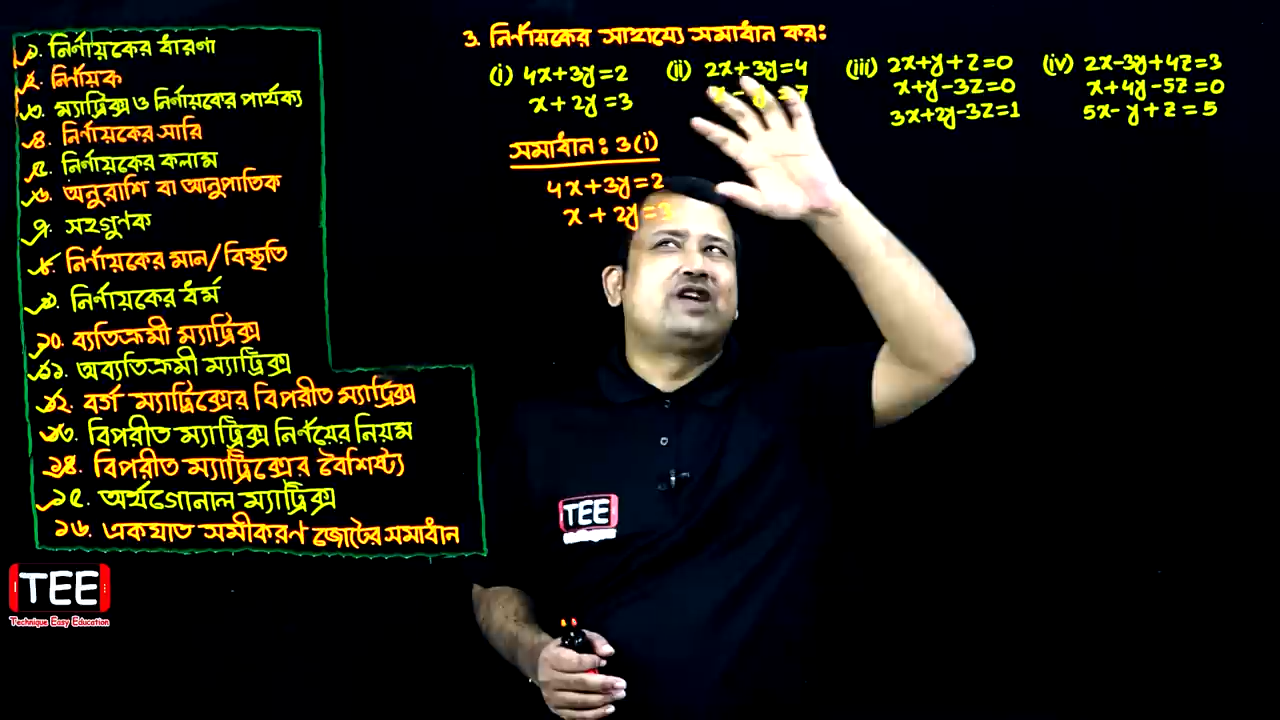 ১. নির্ণায়কের ধারণা
২. নির্ণায়ক
৩. ম্যাট্রিক্স ও নির্ণায়কের পার্থক্য
৪. নির্ণায়কের সারি
৫. নির্ণায়কের কলাম
৬. অনুরাশি বা আনুপাতিক
৭. সহগুণক
৮. নির্ণায়কের মান/বিস্তৃতি
৯. নির্ণায়কের ধর্ম
১০. ব্যতিক্রমী ম্যাট্রিক্স
১১. অব্যতিক্রমী ম্যাট্রিক্স
১২. বর্গ ম্যাট্রিক্সের বিপরীত ম্যাট্রিক্স
১৩. বিপরীত ম্যাট্রিক্স নির্ণয়ের নিয়ম
১৪. বিপরীত ম্যাট্রিক্সের বৈশিষ্ট্য
১৫. অর্থগোনাল ম্যাট্রিক্স
১৬. একঘাত সমীকরণ জোটের সমাধান
TEE
Technique Easy Education
3. নির্ণায়কের সাহায্যে সমাধান কর:
(i) 4x+3y=2
x+2y=3
(ii) 2x+3y=4
x-y=7
(iii) 2x+y+z=0
x+y-3z=0
3x+2y-3z=1
(iv) 2x-3y+4z=3
x+4y-5z=0
5x-y+z=5
সমাধান: 3(i)
4x+3y=2
x+2y=3
TEE